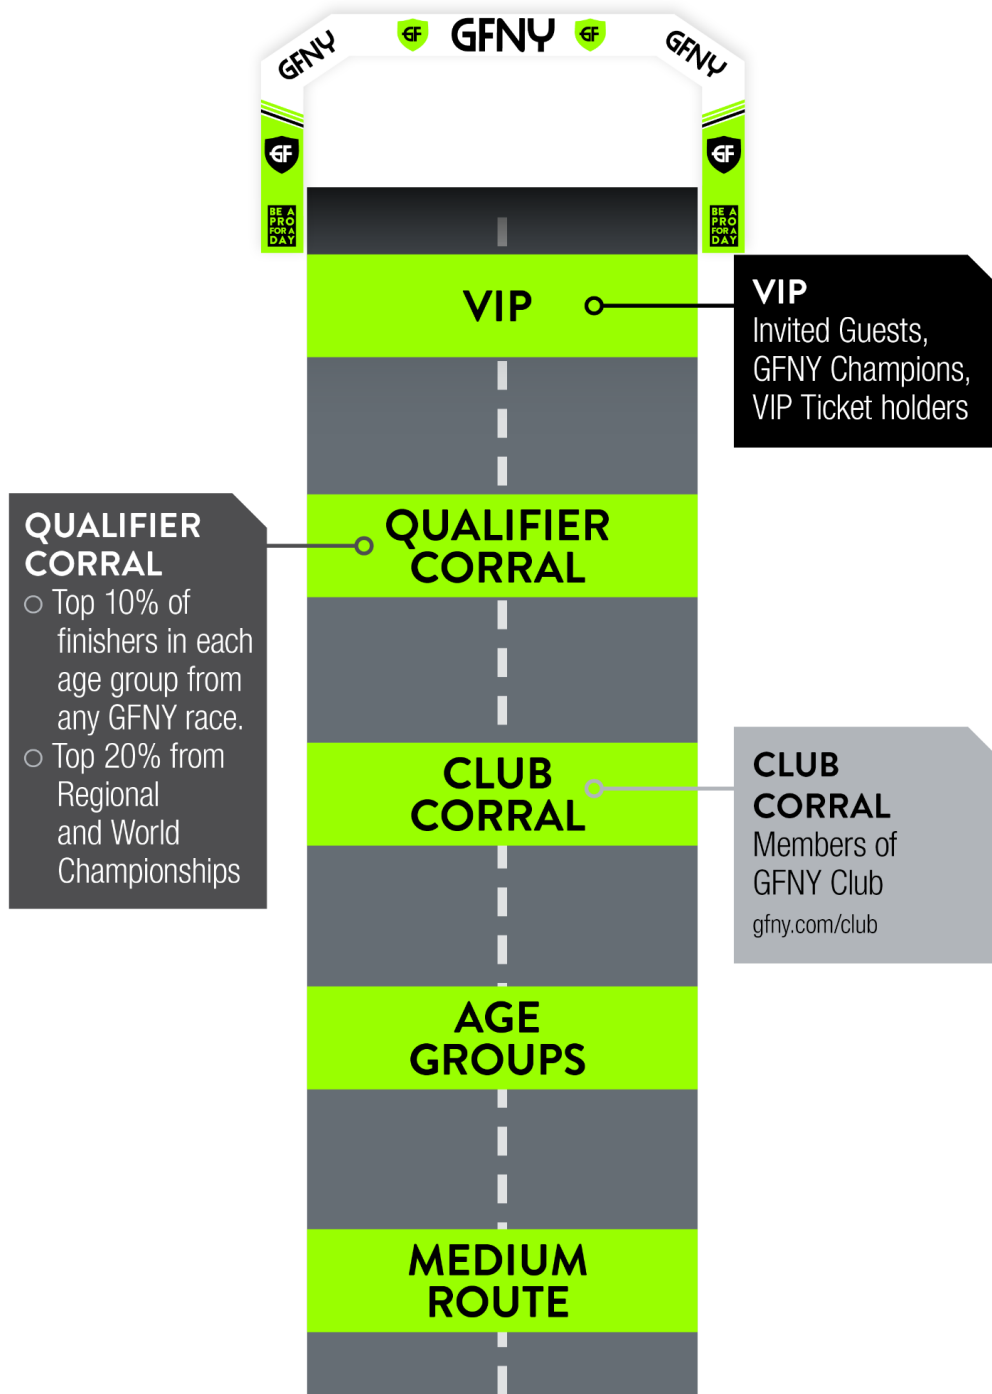 GFNY
GF
GFNY
GF
GFNY
GF
GF
BE A
PRO
FOR A
DAY
BE A
PRO
FOR A
DAY
VIP
VIP
Invited Guests,
GFNY Champions,
VIP Ticket holders
QUALIFIER
CORRAL
QUALIFIER
CORRAL
Top 10% of
finishers in each
age group from
any GFNY race.
Top 20% from
Regional
and World
Championships
CLUB
CORRAL
CLUB
CORRAL
Members of
GFNY Club
gfny.com/club
AGE
GROUPS
MEDIUM
ROUTE